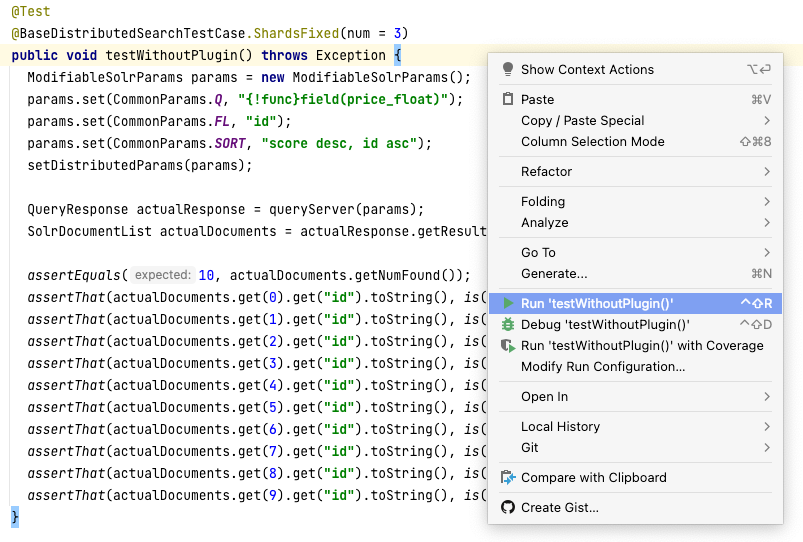 @Test
@BaseDistributedSearchTestCase.ShardsFixed(num = 3)
public void testWithoutPlugin() throws Exception {
ModifiableSolrParams params = new ModifiableSolrParams();
params.set(CommonParams.Q, "{!func}field(price_float)");
params.set(CommonParams.FL, "id");
params.set(CommonParams.SORT, "score desc, id asc");
setDistributedParams(params);
QueryResponse actualResponse = queryServer(params);
SolrDocumentList actualDocuments = actualResponse.getResult
assertEquals( expected: 10, actualDocuments.getNumFound());
assertThat(actualDocuments.get(0).get("id").toString(), is(
assertThat(actualDocuments.get(1).get("id").toString(), is(
assertThat(actualDocuments.get(2).get("id").toString(), is(
assertThat(actualDocuments.get(3).get("id").toString(), is(
assertThat(actualDocuments.get(4).get("id").toString(), is(
assertThat(actualDocuments.get(5).get("id").toString(), is(
assertThat(actualDocuments.get(6).get("id").toString(), is(
assertThat(actualDocuments.get(7).get("id").toString(), is(
assertThat(actualDocuments.get(8).get("id").toString(), is(
assertThat(actualDocuments.get(9).get("id").toString(), is(
}
Show Context Actions ⌥⏎
Paste ⌘V
Copy / Paste Special
Column Selection Mode ⇧⌘8
Refactor
Folding
Analyze
Go To
Generate... ⌘N
Run 'testWithoutPlugin()' ^⇧R
Debug 'testWithoutPlugin()' ^⇧D
Run 'testWithoutPlugin()' with Coverage
Modify Run Configuration...
Open In
Local History
Git
Compare with Clipboard
Create Gist...